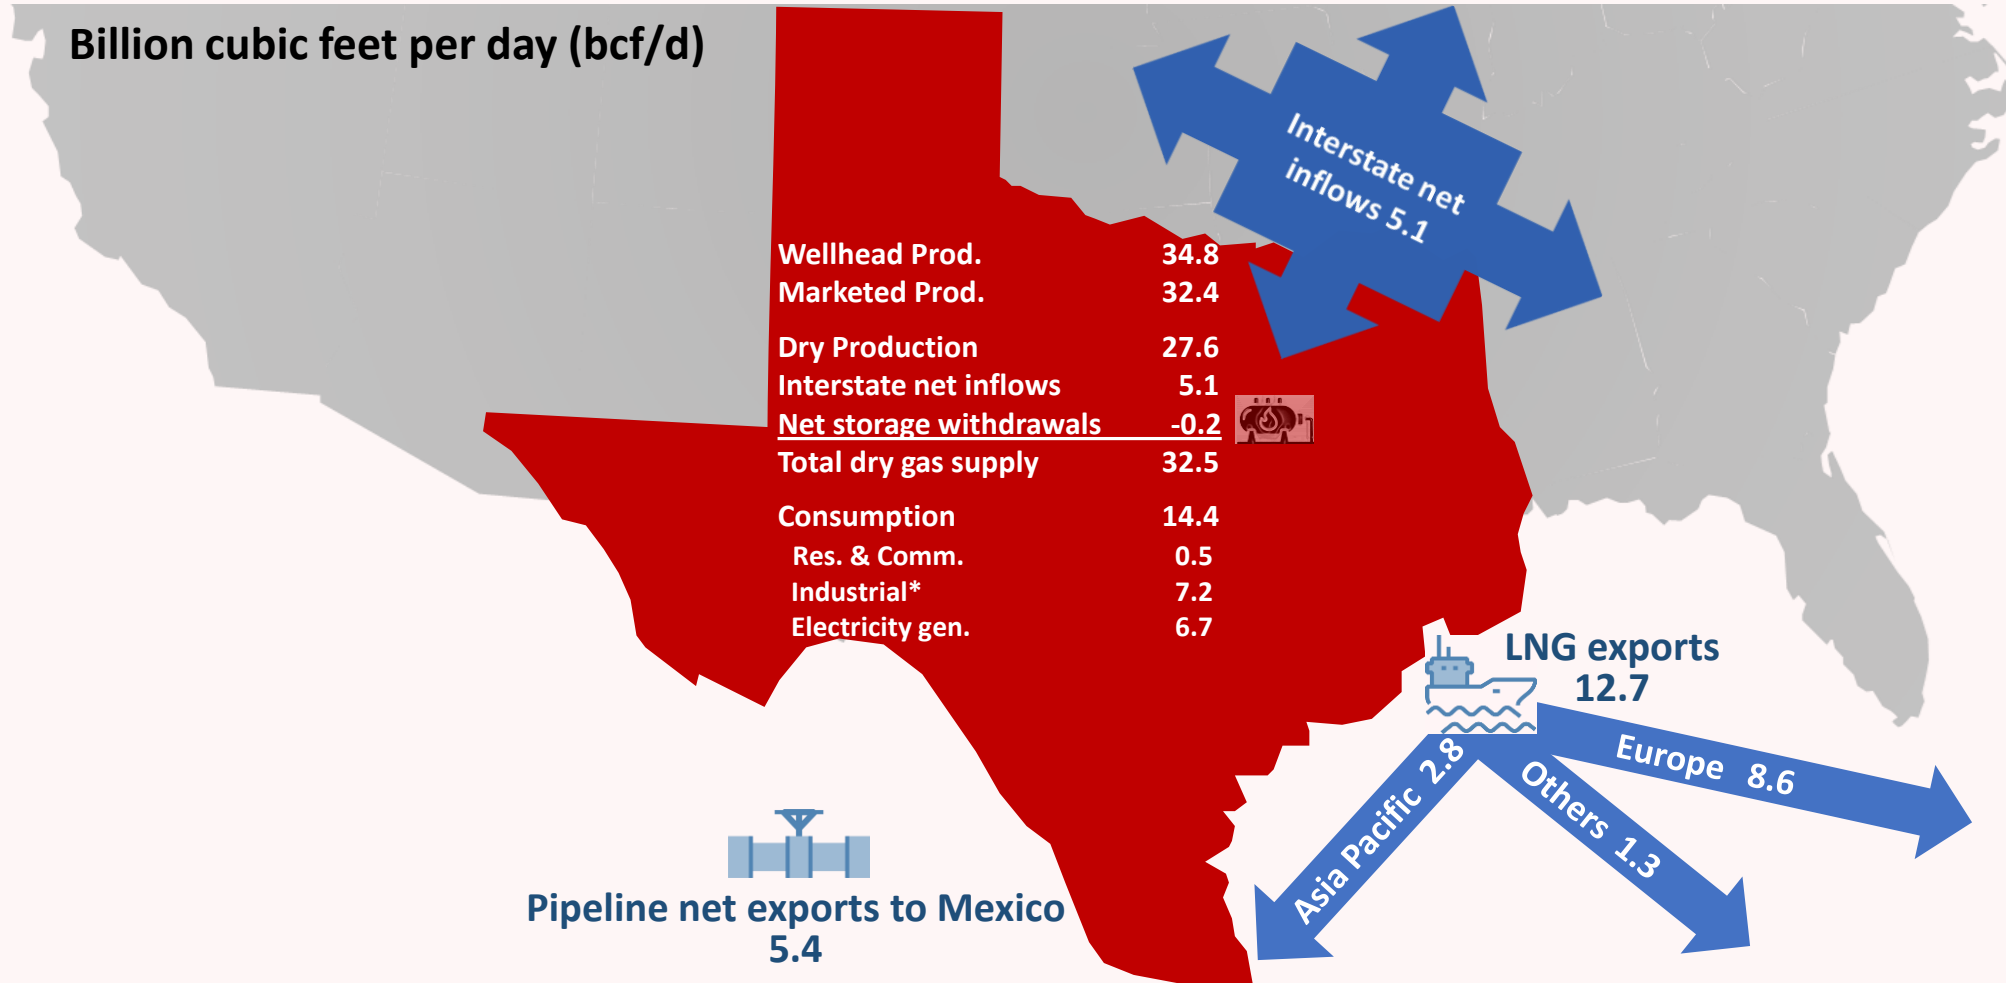 Billion cubic feet per day (bcf/d)
Interstate net
inflows 5.1
Wellhead Prod. 34.8
Marketed Prod. 32.4
Dry Production 27.6
Interstate net inflows 5.1
Net storage withdrawals -0.2
Total dry gas supply 32.5
Consumption 14.4
Res. & Comm. 0.5
Industrial* 7.2
Electricity gen. 6.7
LNG exports
12.7
Europe 8.6
Others 1.3
Asia Pacific 2.8
Pipeline net exports to Mexico
5.4